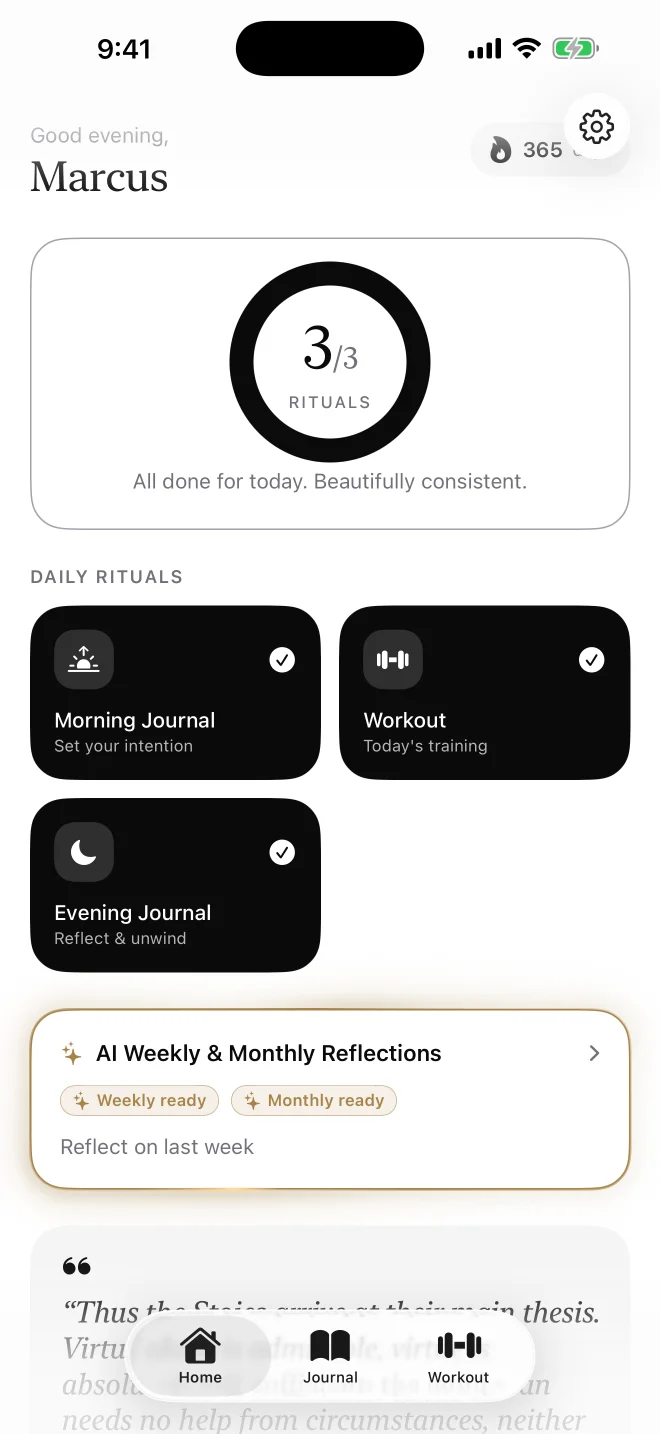 9:41
Good evening,
Marcus
365
3/3
RITUALS
All done for today. Beautifully consistent.
DAILY RITUALS
Morning Journal
Set your intention
Workout
Today's training
Evening Journal
Reflect & unwind
AI Weekly & Monthly Reflections
Weekly ready
Monthly ready
Reflect on last week
“Thus the Stoics arrive at their main thesis.
needs no help from circumstances, neither
Home
Journal
Workout